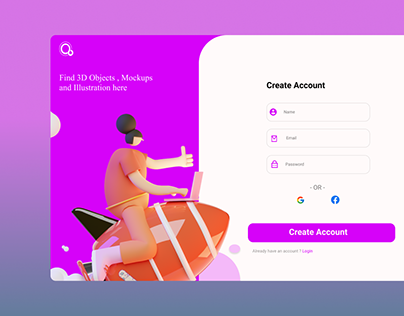 Find 3D Objects , Mockups
and Illustration here
Create Account
Name
Email
Password
- OR -
Create Account
Already have an account ? Login